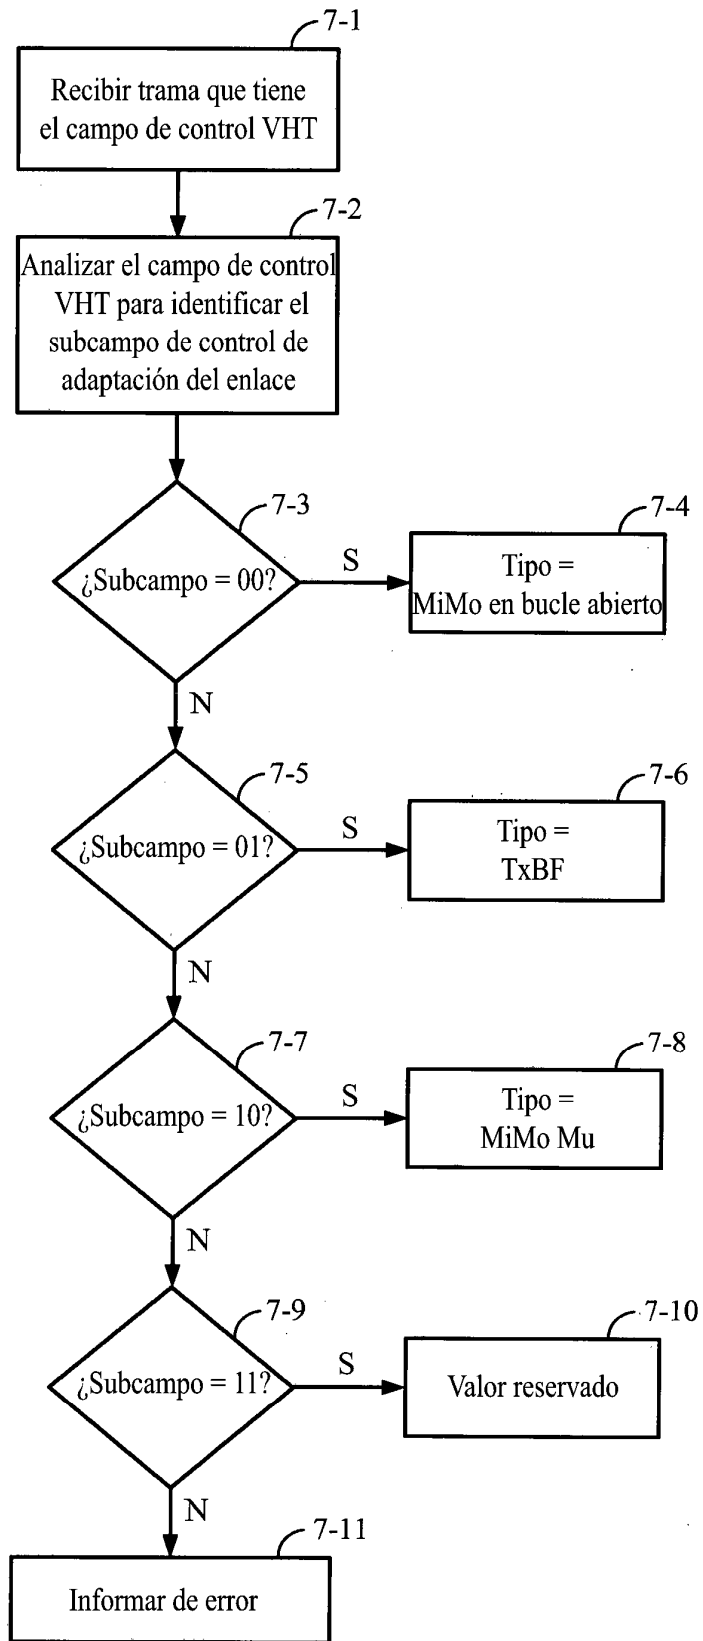 7-1
Recibir trama que tiene
el campo de control VHT
7-2
Analizar el campo de control
VHT para identificar el
subcampo de control de
adaptación del enlace
7-3
¿Subcampo = 00?
S
7-4
Tipo =
MiMo en bucle abierto
N
7-5
¿Subcampo = 01?
S
7-6
Tipo =
TxBF
N
7-7
¿Subcampo = 10?
S
7-8
Tipo =
MiMo Mu
N
7-9
¿Subcampo = 11?
S
7-10
Valor reservado
N
7-11
Informar de error